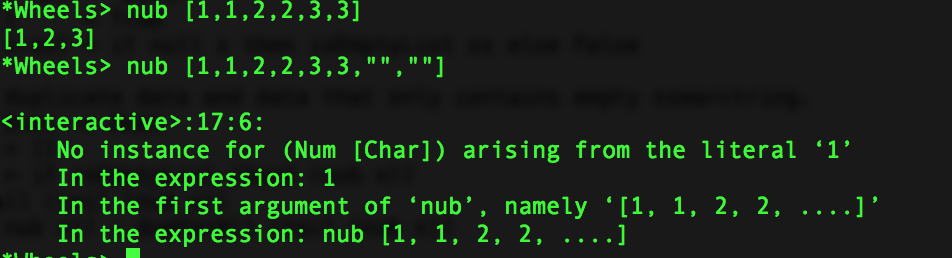 *Wheels> nub [1,1,2,2,3,3]
[1,2,3]
*Wheels> nub [1,1,2,2,3,3,"",""]
<interactive>:17:6:
No instance for (Num [Char]) arising from the literal ‘1’
In the expression: 1
In the first argument of ‘nub’, namely ‘[1, 1, 2, 2, ....]’
In the expression: nub [1, 1, 2, 2, ....]
*Wheels>